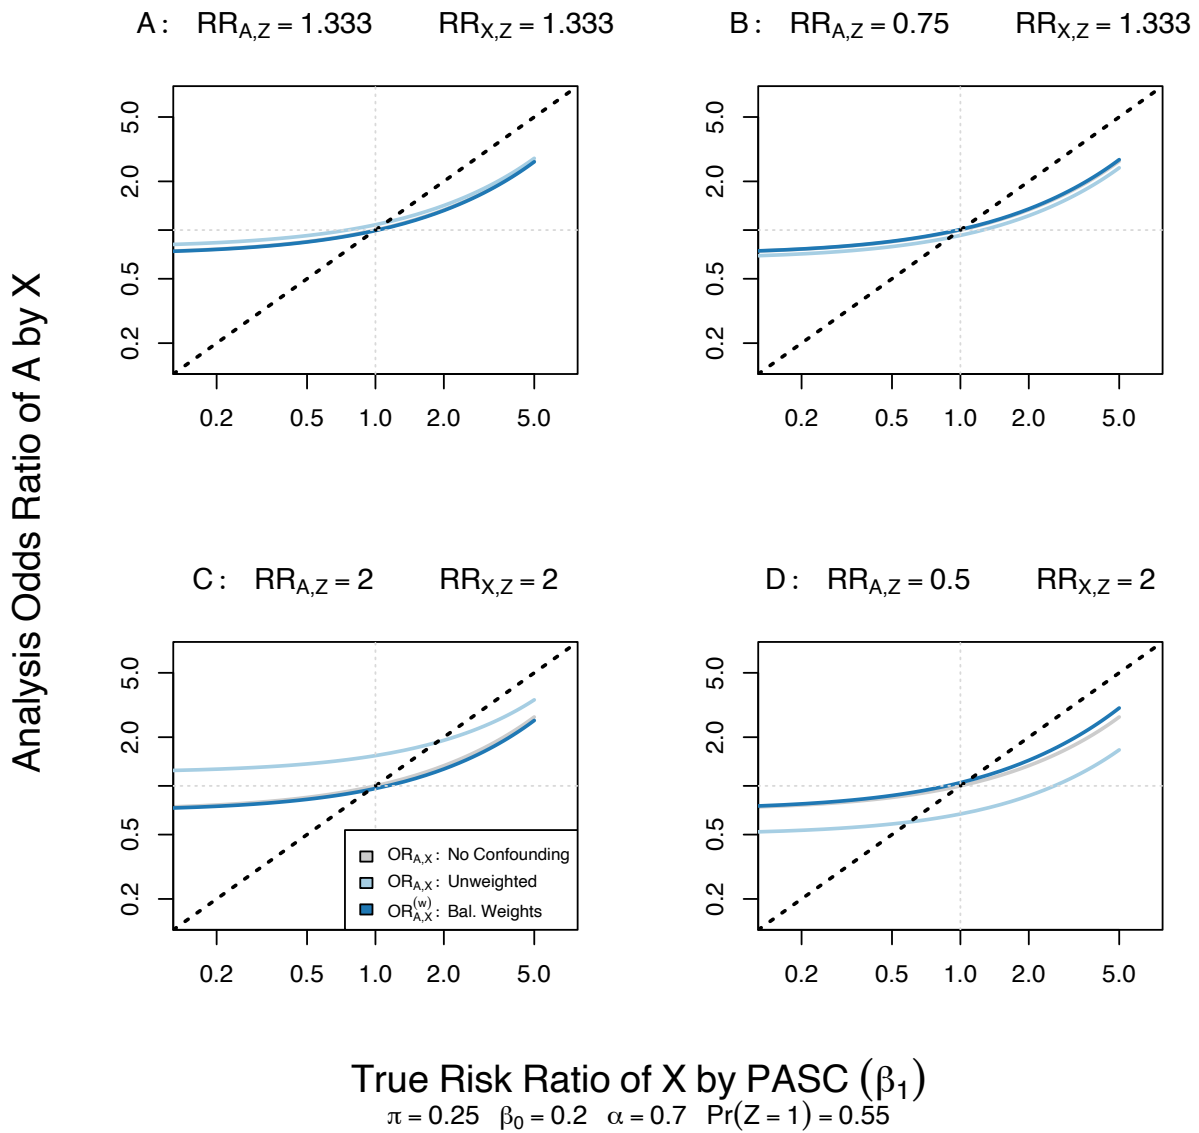 A : RR_A,Z = 1.333 RR_X,Z = 1.333
B : RR_A,Z = 0.75 RR_X,Z = 1.333
5.0
2.0
0.5
0.2
0.2 0.5 1.0 2.0 5.0
5.0
2.0
0.5
0.2
0.2 0.5 1.0 2.0 5.0
Analysis Odds Ratio of A by X
C : RR_A,Z = 2 RR_X,Z = 2
D : RR_A,Z = 0.5 RR_X,Z = 2
5.0
2.0
0.5
0.2
OR_A,X : No Confounding
OR_A,X : Unweighted
OR_A,X^(w) : Bal. Weights
0.2 0.5 1.0 2.0 5.0
5.0
2.0
0.5
0.2
0.2 0.5 1.0 2.0 5.0
True Risk Ratio of X by PASC (β₁)
π = 0.25 β₀ = 0.2 α = 0.7 Pr(Z = 1) = 0.55